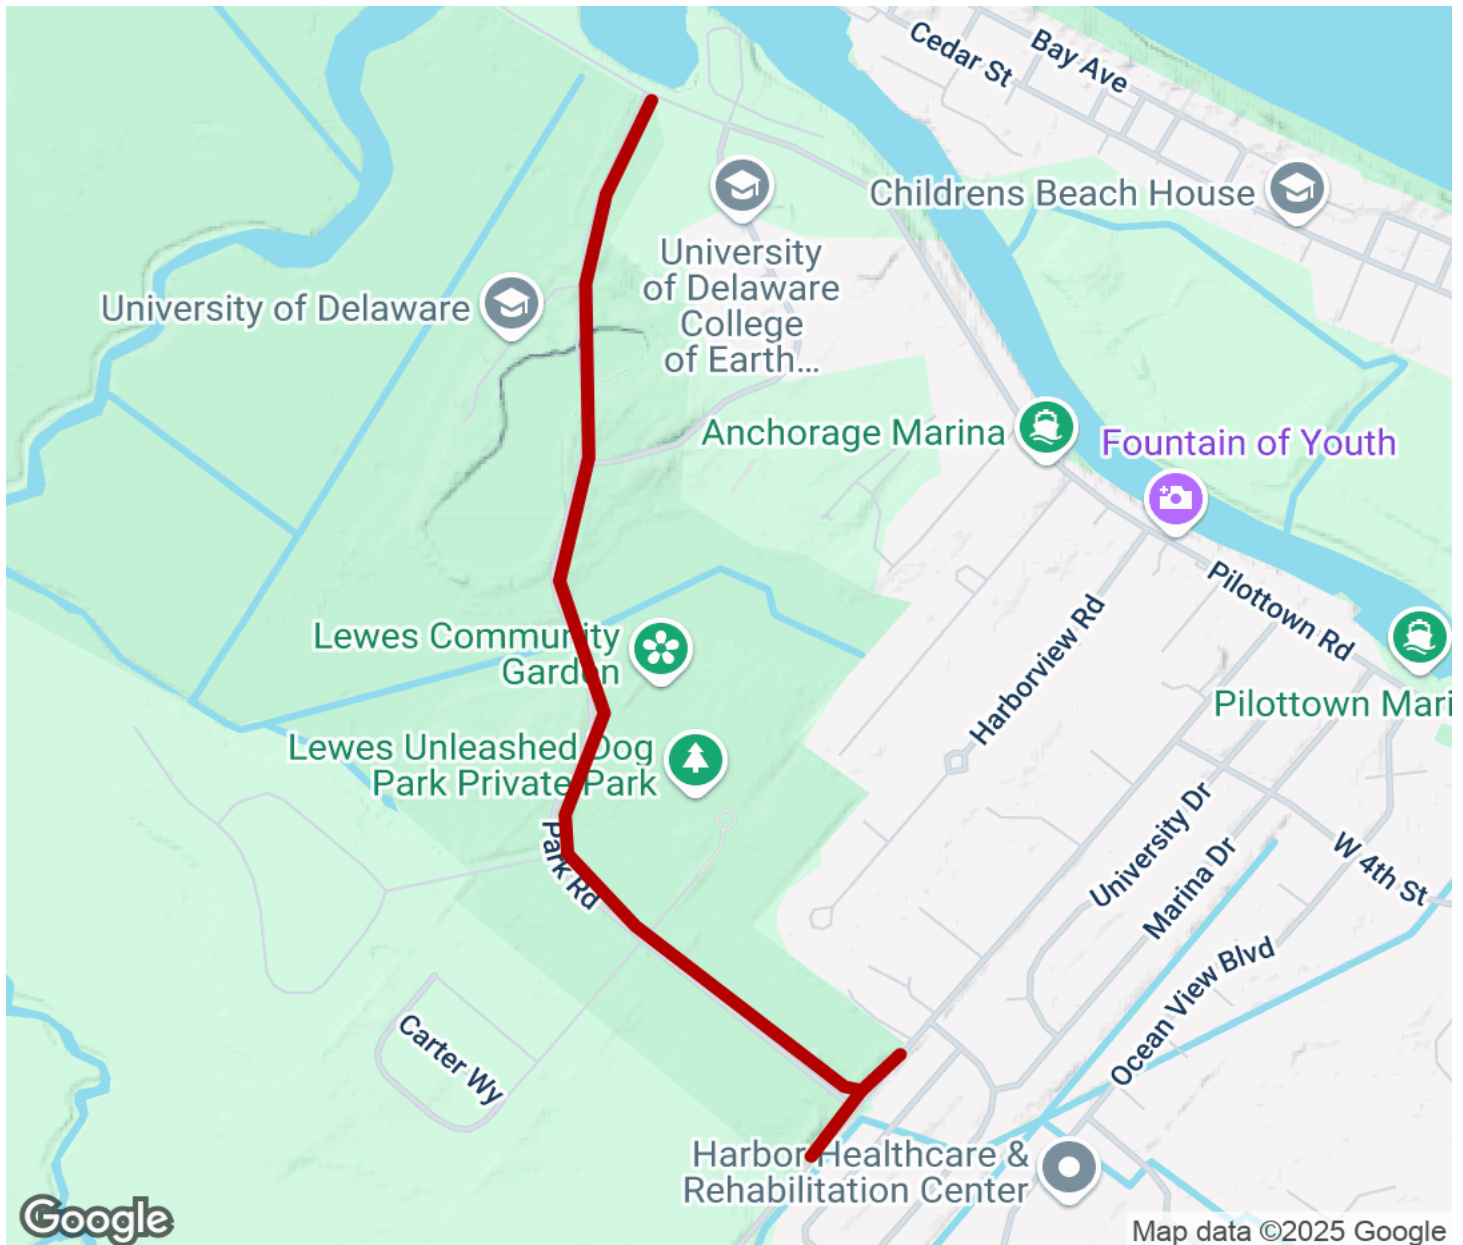 Cedar St
Bay Ave
Childrens Beach House
University
of Delaware
College
of Earth...
University of Delaware
Anchorage Marina
Fountain of Youth
Pilottown Rd
Harborview Rd
Lewes Community
Garden
Pilottown Mari
Lewes Unleashed Dog
Park Private Park
Park Rd
University Dr
Marina Dr
W 4th St
Ocean View Blvd
Carter Wy
Harbor Healthcare &
Rehabilitation Center
Google
Map data ©2025 Google